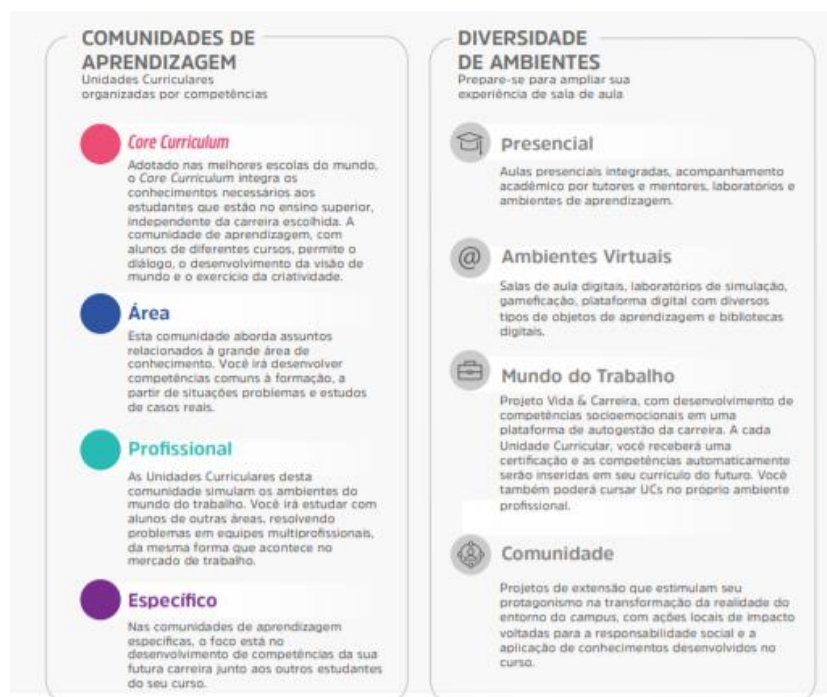 COMUNIDADES DE
APRENDIZAGEM
Unidades Curriculares
organizadas por competências
Core Curriculum
Adotado nas melhores escolas do mundo,
o Core Curriculum integra os
conhecimentos necessários aos
estudantes que estão no ensino superior,
independente da carreira escolhida. A
comunidade de aprendizagem, com
alunos de diferentes cursos, permite o
diálogo, o desenvolvimento da visão de
mundo e o exercício da criatividade.
Área
Esta comunidade aborda assuntos
relacionados à grande área de
conhecimento. Você irá desenvolver
competências comuns à formação, a
partir de situações problemas e estudos
de casos reais.
Profissional
As Unidades Curriculares desta
comunidade simulam os ambientes do
mundo do trabalho. Você irá estudar com
alunos de outras áreas, resolvendo
problemas em equipes multiprofissionais,
da mesma forma que acontece no
mercado de trabalho.
Específico
Nas comunidades de aprendizagem
específicas, o foco está no
desenvolvimento de competências da sua
futura carreira junto aos outros estudantes
do seu curso.
DIVERSIDADE
DE AMBIENTES
Prepare-se para ampliar sua
experiência de sala de aula
Presencial
Aulas presenciais integradas, acompanhamento
acadêmico por tutores e mentores, laboratórios e
ambientes de aprendizagem.
@ Ambientes Virtuais
Salas de aula digitais, laboratórios de simulação,
gameficação, plataforma digital com diversos
tipos de objetos de aprendizagem e bibliotecas
digitais.
Mundo do Trabalho
Projeto Vida & Carreira, com desenvolvimento de
competências socioemocionais em uma
plataforma de autogestão da carreira. A cada
Unidade Curricular, você receberá uma
certificação e as competências automaticamente
serão inseridas em seu currículo do futuro. Você
também poderá cursar UCs no próprio ambiente
profissional.
Comunidade
Projetos de extensão que estimulam seu
protagonismo na transformação da realidade do
entorno do campus, com ações locais de impacto
voltadas para a responsabilidade social e a
aplicação de conhecimentos desenvolvidos no
curso.